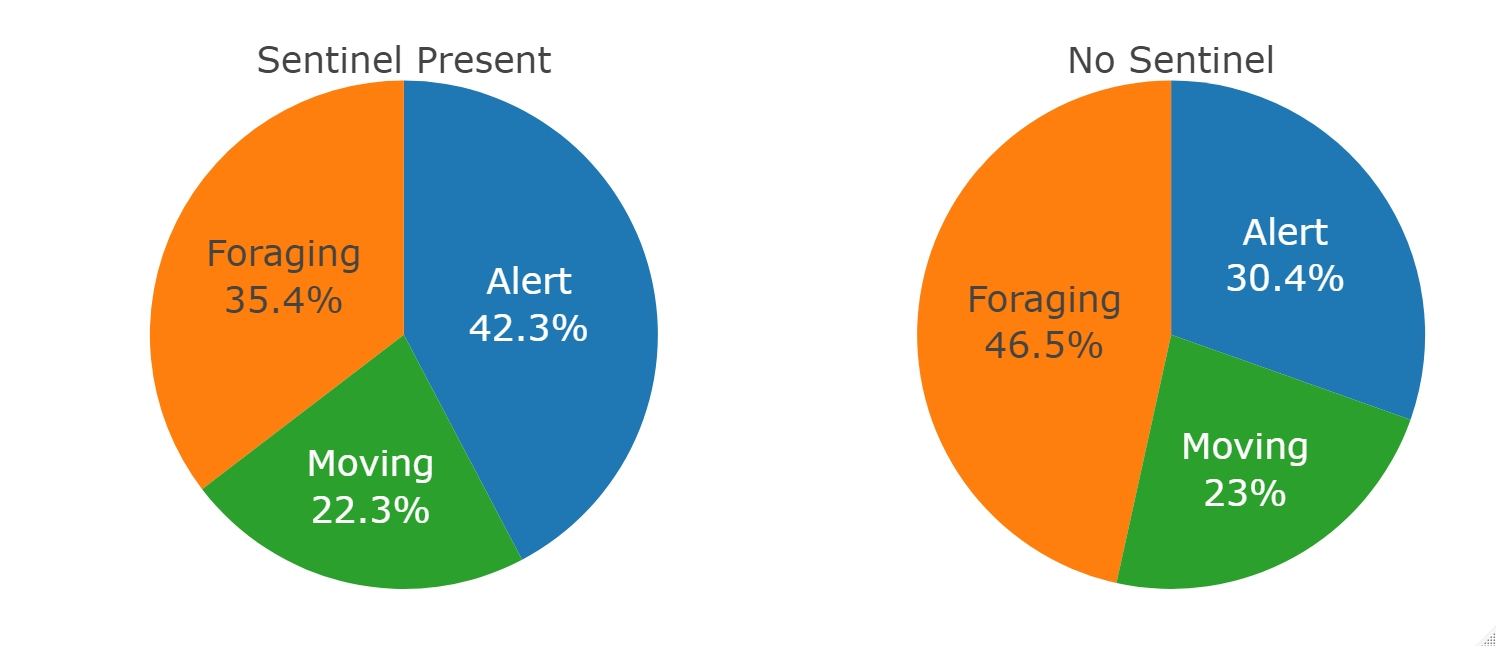 Sentinel Present
Alert
42.3%
Foraging
35.4%
Moving
22.3%
No Sentinel
Alert
30.4%
Foraging
46.5%
Moving
23%